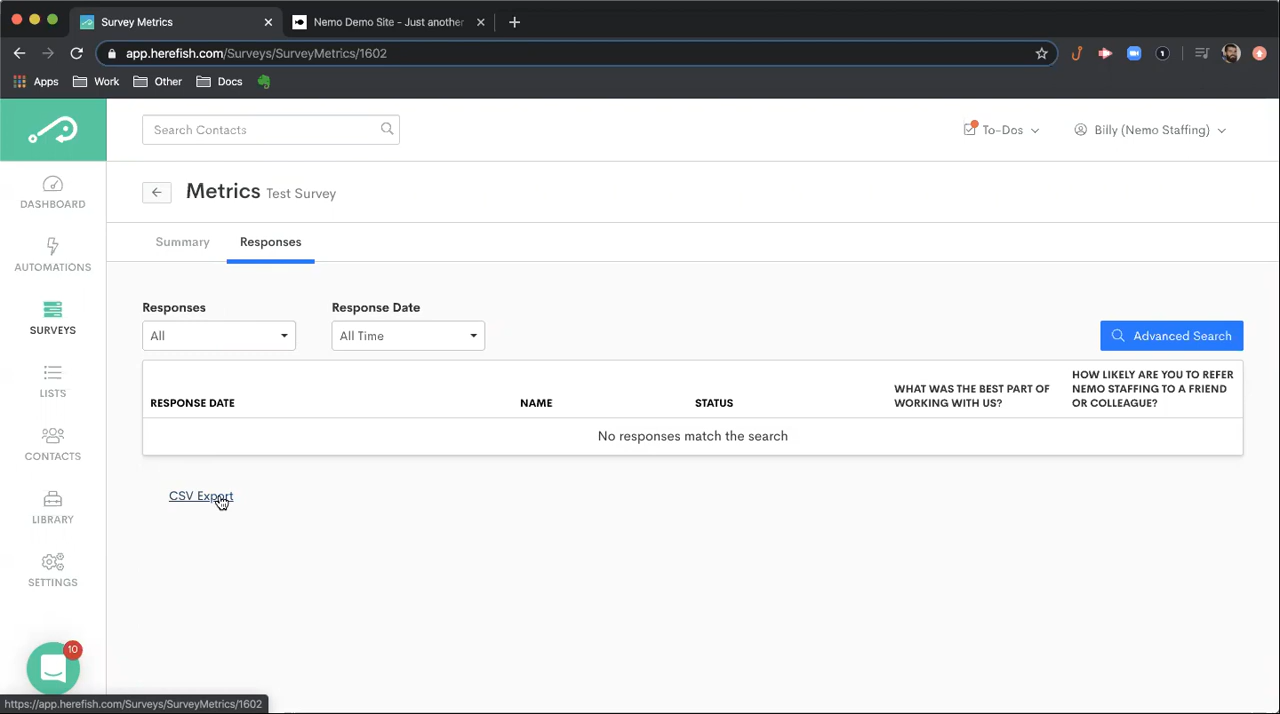 Survey Metrics
Nemo Demo Site - Just another
app.herefish.com/Surveys/SurveyMetrics/1602
Apps
Work
Other
Docs
Search Contacts
To-Dos
Billy (Nemo Staffing)
DASHBOARD
AUTOMATIONS
SURVEYS
LISTS
CONTACTS
LIBRARY
SETTINGS
10
Metrics Test Survey
Summary
Responses
Responses
Response Date
All
All Time
Advanced Search
RESPONSE DATE
NAME
STATUS
WHAT WAS THE BEST PART OF
WORKING WITH US?
HOW LIKELY ARE YOU TO REFER
NEMO STAFFING TO A FRIEND
OR COLLEAGUE?
No responses match the search
CSV Export
https://app.herefish.com/Surveys/SurveyMetrics/1602